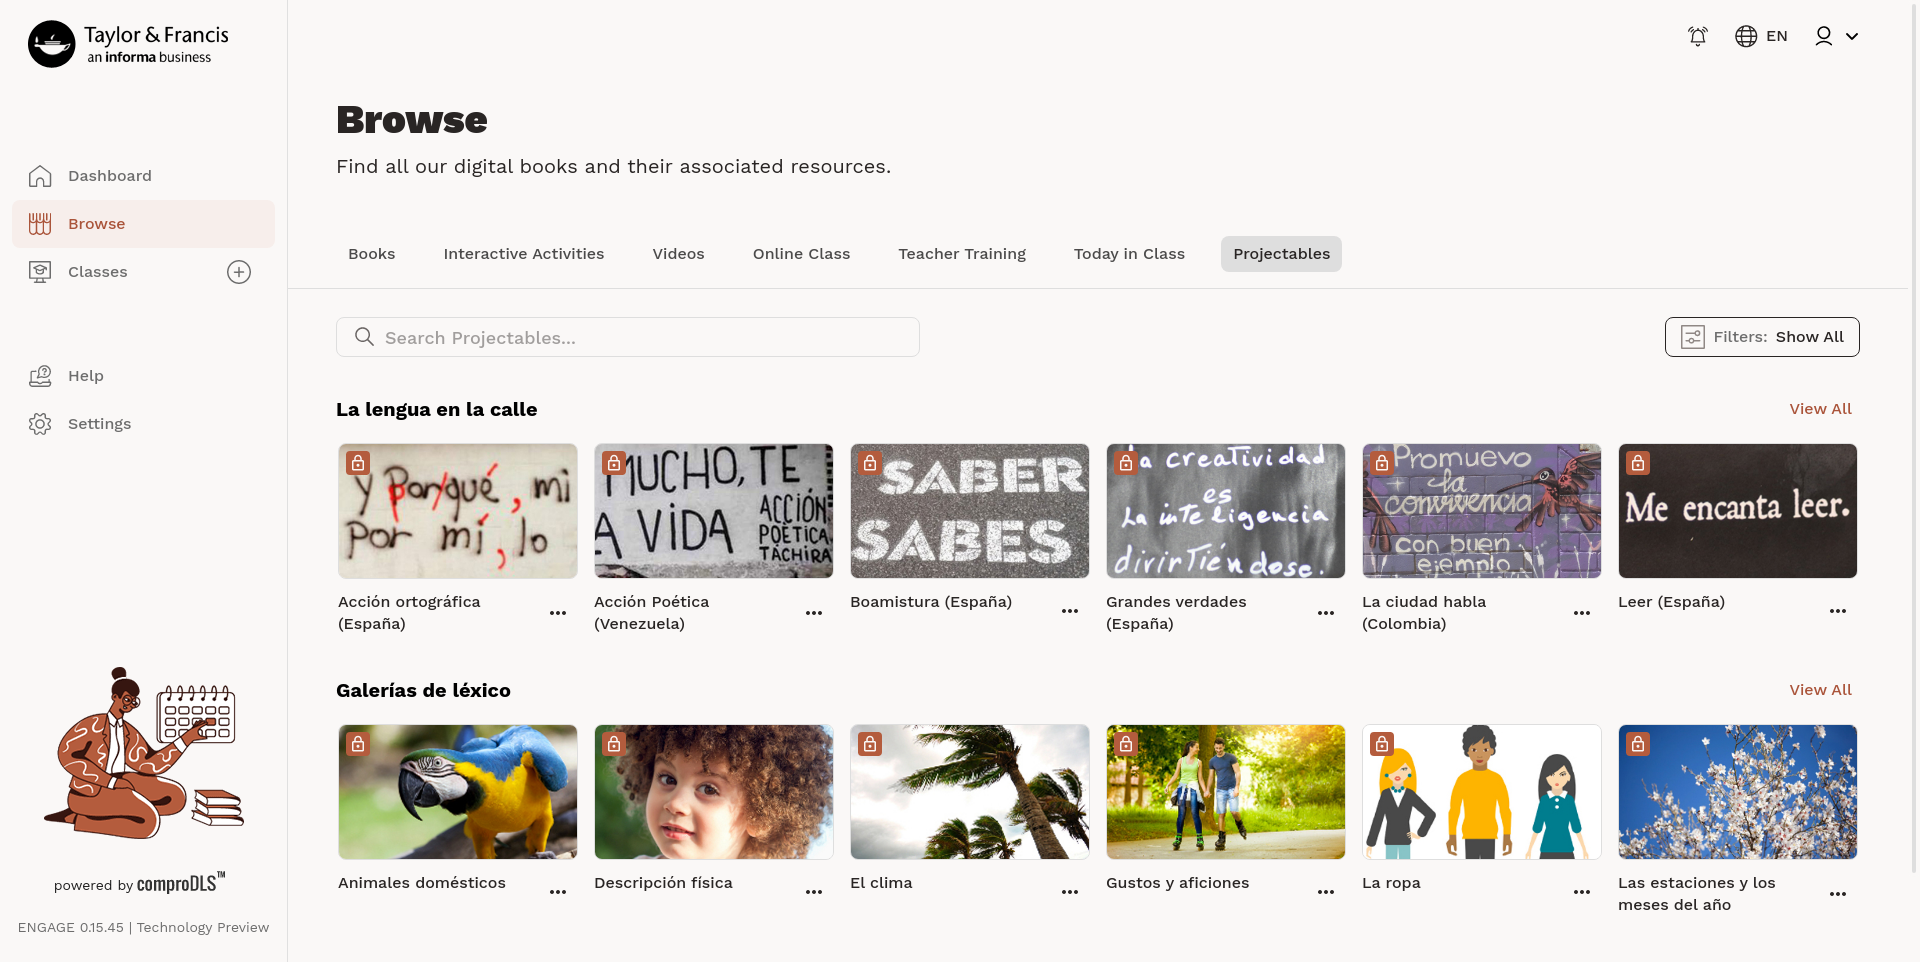 Taylor & Francis
an informa business
EN
Browse
Find all our digital books and their associated resources.
Dashboard
Browse
Classes
Help
Settings
Books
Interactive Activities
Videos
Online Class
Teacher Training
Today in Class
Projectables
Search Projectables...
Filters: Show All
La lengua en la calle
View All
y por qué, mi
Por mí, lo
MUCHO, TE
A VIDA
ACCIÓN
POÉTICA
TÁCHIRA
SABER
SABES
La creatividad
es
La inteligencia
divirtiéndose.
Promuevo
la
convivencia
con buen
ejemplo
Me encanta leer.
Acción ortográfica
(España)
Acción Poética
(Venezuela)
Boamistura (España)
Grandes verdades
(España)
La ciudad habla
(Colombia)
Leer (España)
Galerías de léxico
View All
Animales domésticos
Descripción física
El clima
Gustos y aficiones
La ropa
Las estaciones y los
meses del año
powered by comproDLS™
ENGAGE 0.15.45 | Technology Preview